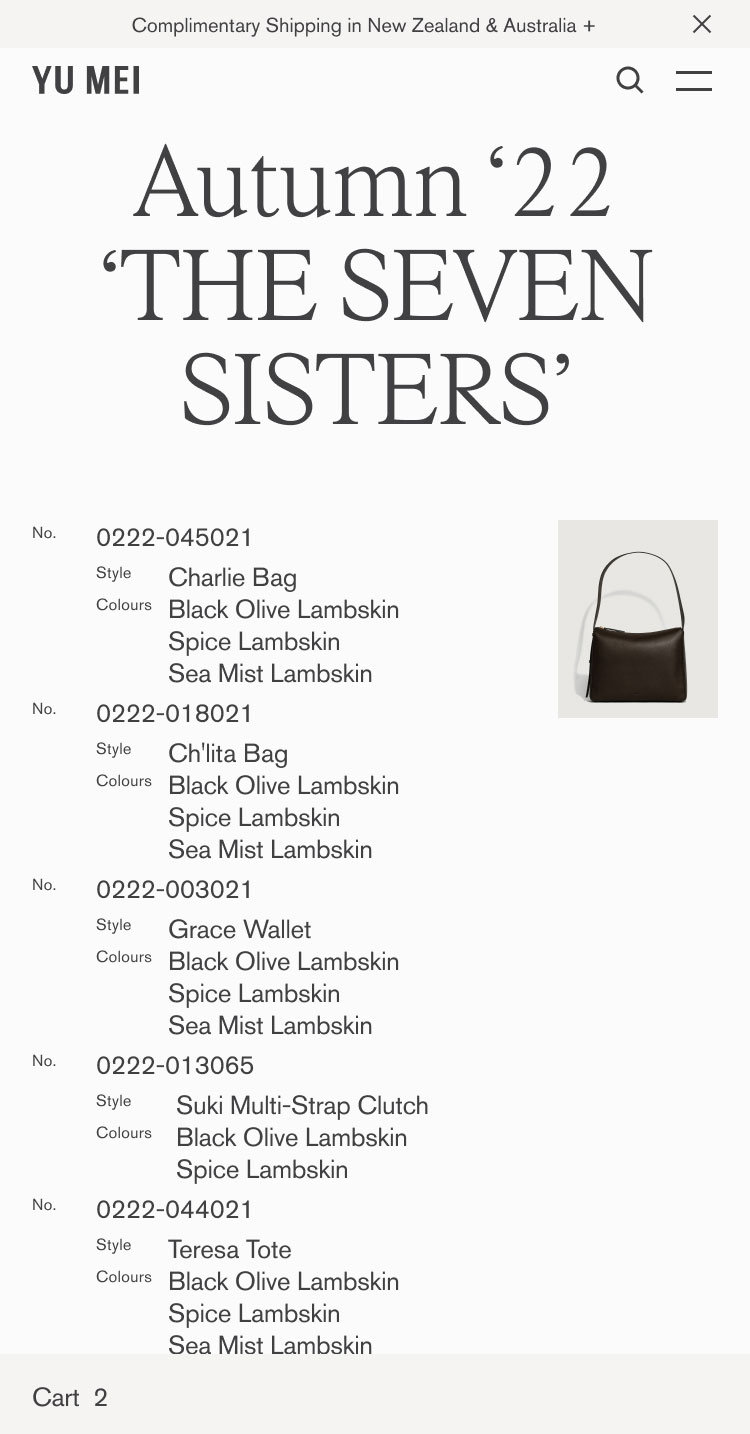 Complimentary Shipping in New Zealand & Australia +
YU MEI
Autumn ‘22
‘THE SEVEN
SISTERS’
No. 0222-045021
Style Charlie Bag
Colours Black Olive Lambskin
Spice Lambskin
Sea Mist Lambskin
No. 0222-018021
Style Ch'lita Bag
Colours Black Olive Lambskin
Spice Lambskin
Sea Mist Lambskin
No. 0222-003021
Style Grace Wallet
Colours Black Olive Lambskin
Spice Lambskin
Sea Mist Lambskin
No. 0222-013065
Style Suki Multi-Strap Clutch
Colours Black Olive Lambskin
Spice Lambskin
No. 0222-044021
Style Teresa Tote
Colours Black Olive Lambskin
Spice Lambskin
Sea Mist Lambskin
Cart 2